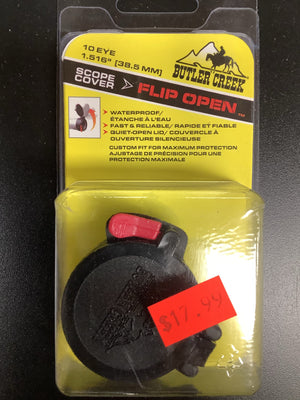 10 EYE
1.516" [38.5 MM]
BUTLER CREEK
SCOPE
COVER
FLIP OPEN™
• WATERPROOF/
ÉTANCHE À L'EAU
• FAST & RELIABLE/ RAPIDE ET FIABLE
• QUIET-OPEN LID/ COUVERCLE À
OUVERTURE SILENCIEUSE
CUSTOM FIT FOR MAXIMUM PROTECTION
AJUSTAGE DE PRÉCISION POUR UNE
PROTECTION MAXIMALE
$17.99